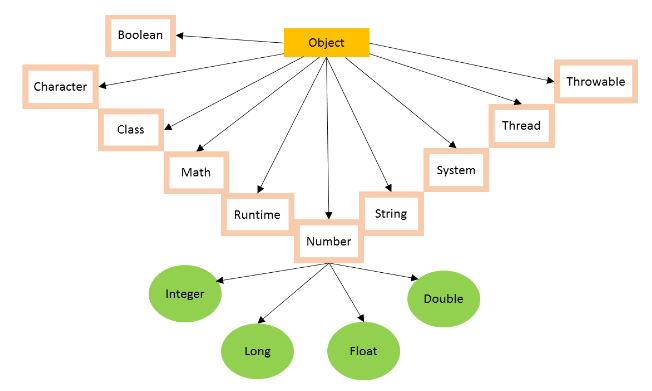 Boolean
Object
Character
Throwable
Class
Thread
Math
System
Runtime
String
Number
Integer
Double
Long
Float